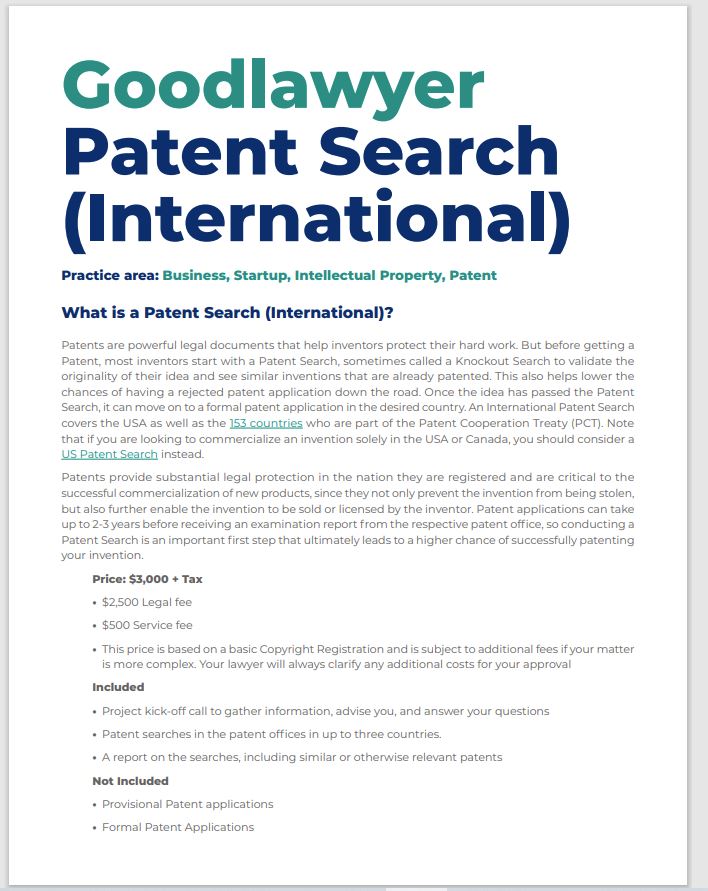 Goodlawyer
Patent Search
(International)
Practice area: Business, Startup, Intellectual Property, Patent
What is a Patent Search (International)?
Patents are powerful legal documents that help inventors protect their hard work. But before getting a
Patent, most inventors start with a Patent Search, sometimes called a Knockout Search to validate the
originality of their idea and see similar inventions that are already patented. This also helps lower the
chances of having a rejected patent application down the road. Once the idea has passed the Patent
Search, it can move on to a formal patent application in the desired country. An International Patent Search
covers the USA as well as the 153 countries who are part of the Patent Cooperation Treaty (PCT). Note
that if you are looking to commercialize an invention solely in the USA or Canada, you should consider a
US Patent Search instead.
Patents provide substantial legal protection in the nation they are registered and are critical to the
successful commercialization of new products, since they not only prevent the invention from being stolen,
but also further enable the invention to be sold or licensed by the inventor. Patent applications can take
up to 2-3 years before receiving an examination report from the respective patent office, so conducting a
Patent Search is an important first step that ultimately leads to a higher chance of successfully patenting
your invention.
Price: $3,000 + Tax
• $2,500 Legal fee
• $500 Service fee
• This price is based on a basic Copyright Registration and is subject to additional fees if your matter
is more complex. Your lawyer will always clarify any additional costs for your approval
Included
• Project kick-off call to gather information, advise you, and answer your questions
• Patent searches in the patent offices in up to three countries.
• A report on the searches, including similar or otherwise relevant patents
Not Included
• Provisional Patent applications
• Formal Patent Applications